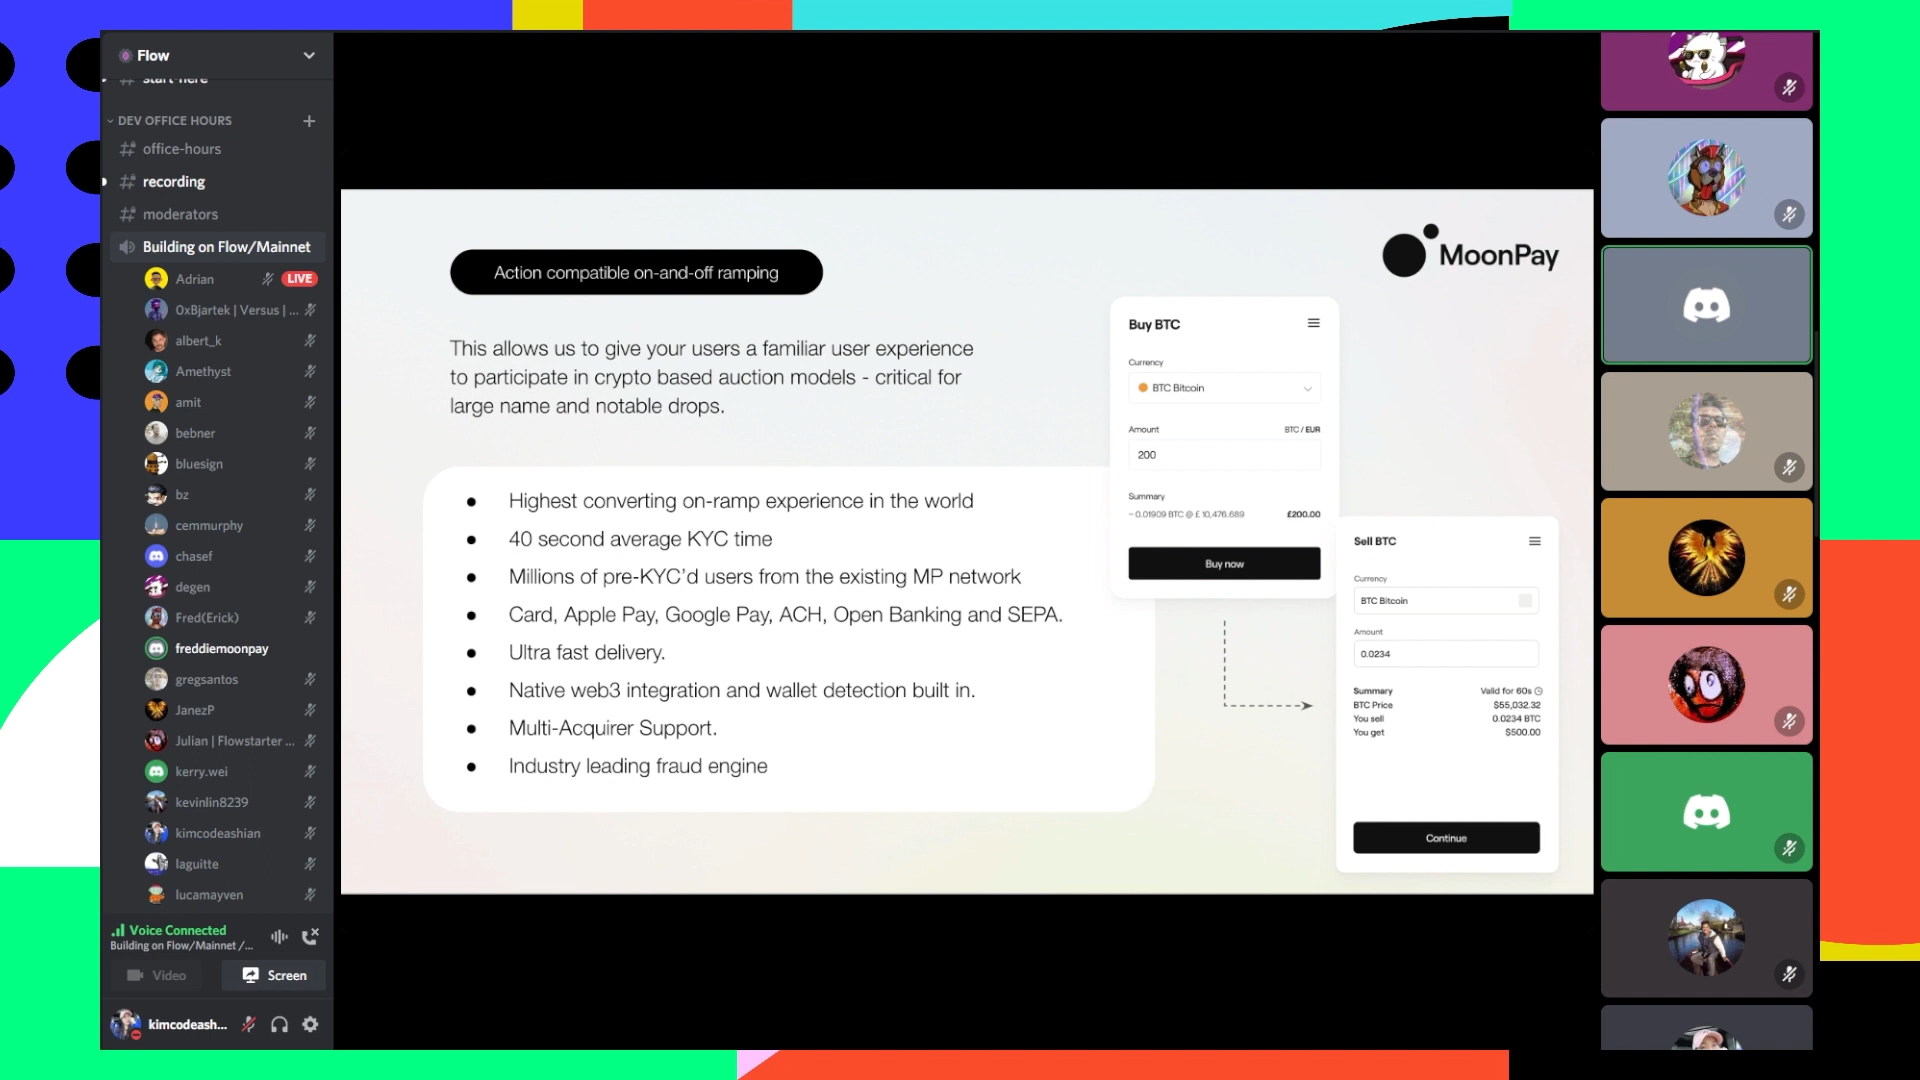 Flow
start-here
DEV OFFICE HOURS
office-hours
recording
moderators
Building on Flow/Mainnet
Adrian
LIVE
0xBjartek | Versus | ...
albert_k
Amethyst
amit
bebner
bluesign
bz
cemmurphy
chasef
degen
Fred(Erick)
freddiemoonpay
gregsantos
JanezP
Julian | Flowstarter ...
kerry.wei
kevinlin8239
kimcodeashian
laguitte
lucamayven
Voice Connected
Building on Flow/Mainnet /...
Video
Screen
kimcodeash...
Action compatible on-and-off ramping
MoonPay
This allows us to give your users a familiar user experience
to participate in crypto based auction models - critical for
large name and notable drops.
Highest converting on-ramp experience in the world
40 second average KYC time
Millions of pre-KYC'd users from the existing MP network
Card, Apple Pay, Google Pay, ACH, Open Banking and SEPA.
Ultra fast delivery.
Native web3 integration and wallet detection built in.
Multi-Acquirer Support.
Industry leading fraud engine
Buy BTC
Currency
BTC Bitcoin
Amount
BTC / EUR
200
Summary
~ 0.01909 BTC @ £ 10,476.689
£200.00
Buy now
Sell BTC
Currency
BTC Bitcoin
Amount
0.0234
Summary
Valid for 60s
BTC Price
$55,032.32
You sell
0.0234 BTC
You get
$500.00
Continue